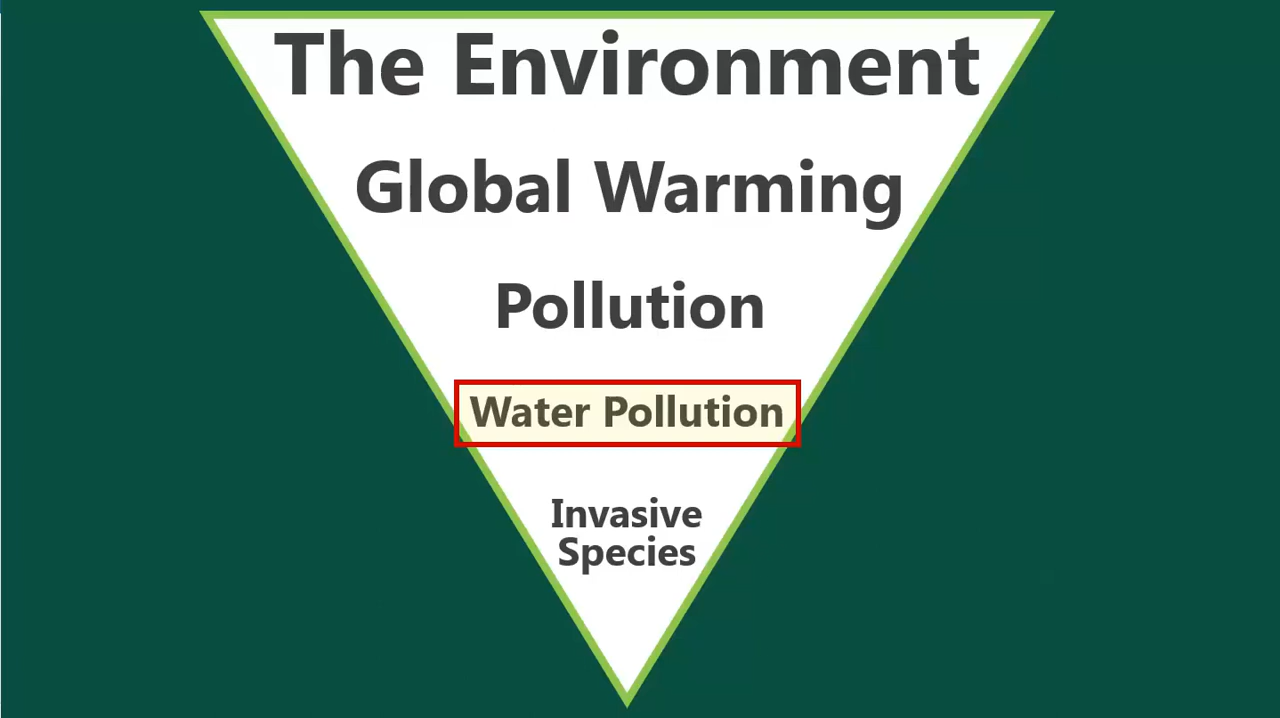 The Environment
Global Warming
Pollution
Water Pollution
Invasive
Species